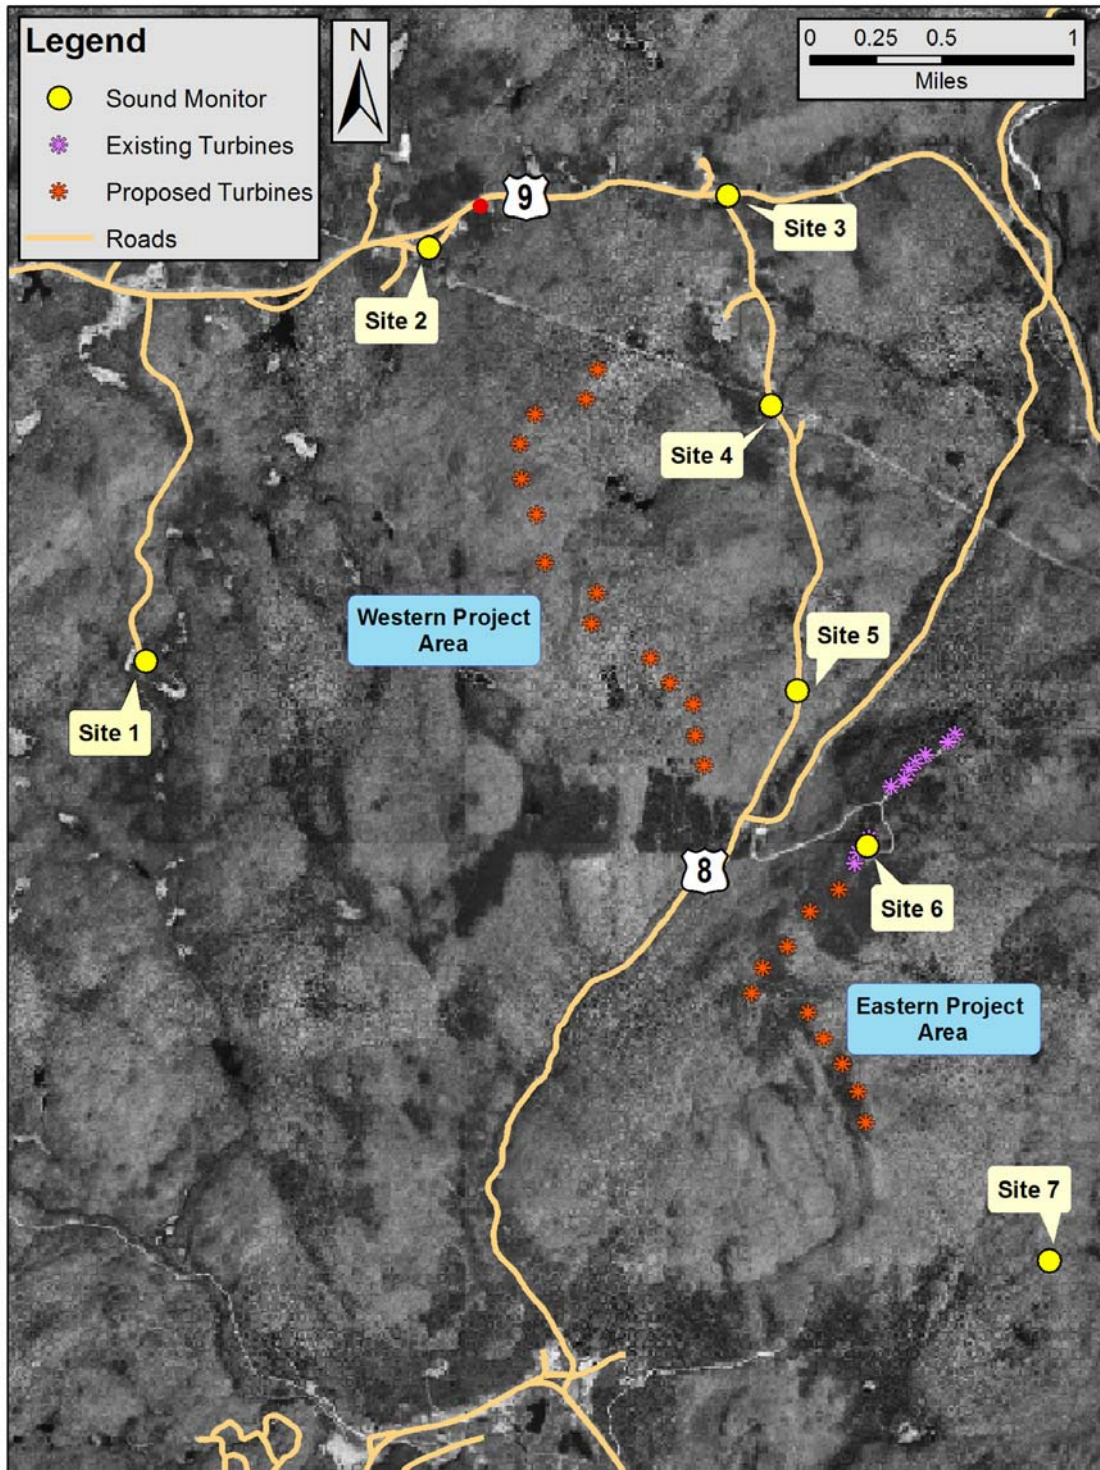 Legend
Sound Monitor
Existing Turbines
Proposed Turbines
Roads
N
0 0.25 0.5 1
Miles
9
Site 3
Site 2
Site 4
Western Project
Area
Site 5
Site 1
8
Site 6
Eastern Project
Area
Site 7